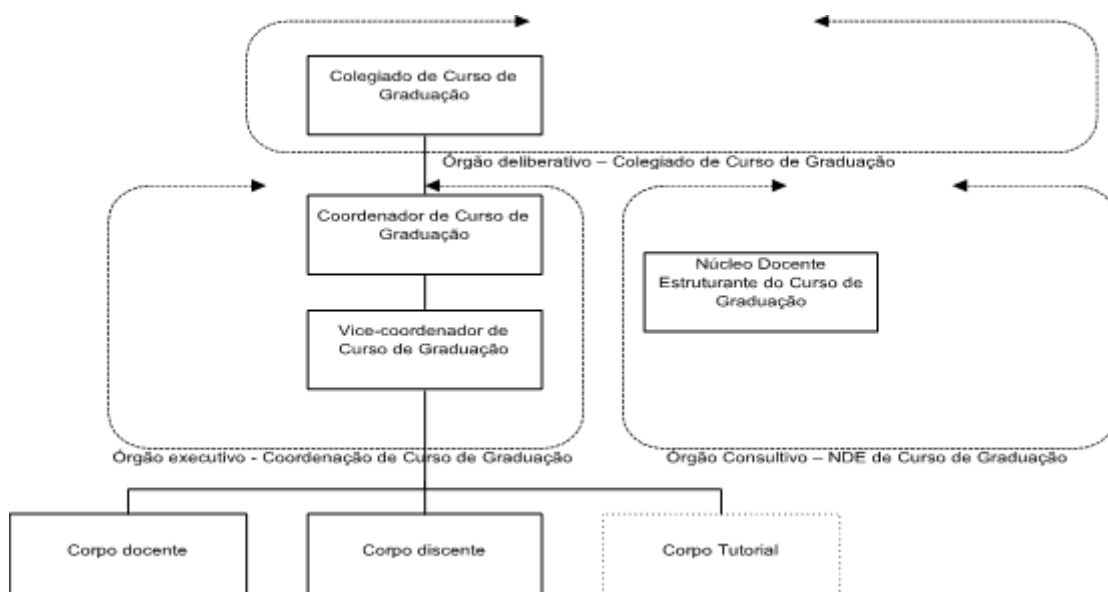 Colegiado de Curso de
Graduação
Órgão deliberativo – Colegiado de Curso de Graduação
Coordenador de Curso de
Graduação
Núcleo Docente
Estruturante do Curso de
Graduação
Vice-coordenador de
Curso de Graduação
Órgão executivo - Coordenação de Curso de Graduação
Órgão Consultivo – NDE de Curso de Graduação
Corpo docente
Corpo discente
Corpo Tutorial